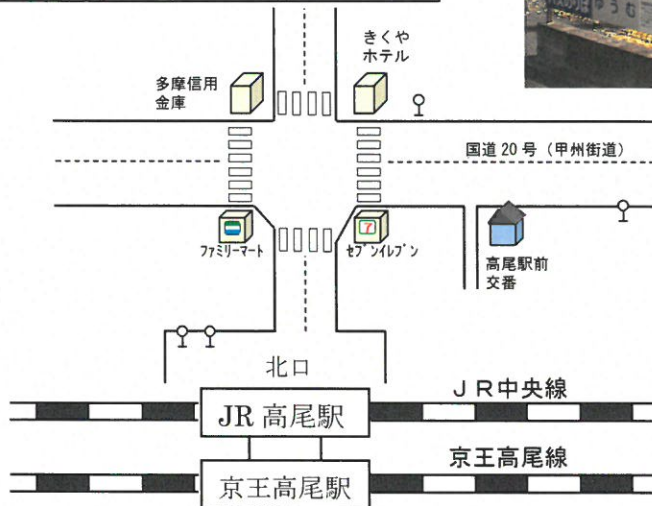 きくや
ホテル
多摩信用
金庫
国道20号（甲州街道）
ファミリーマート
7
セブンイレブン
高尾駅前
交番
北口
JR 高尾駅
ＪＲ中央線
京王高尾駅
京王高尾線